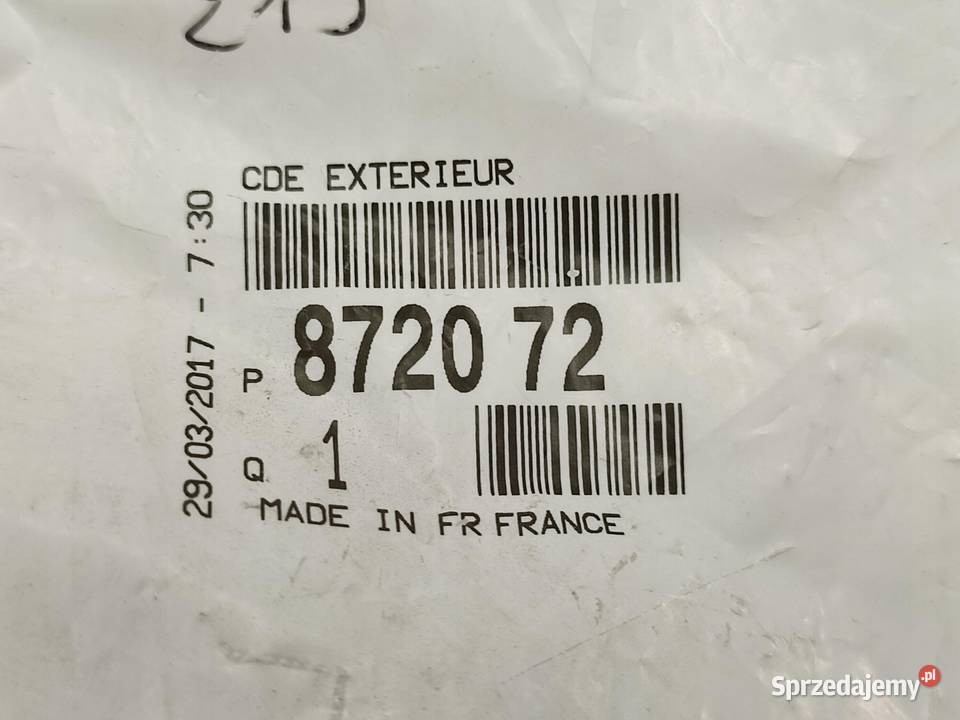 CDE EXTERIEUR
29/03/2017 - 7:30
P 8720 72
Q 1
MADE IN FR FRANCE
Sprzedajemy.pl